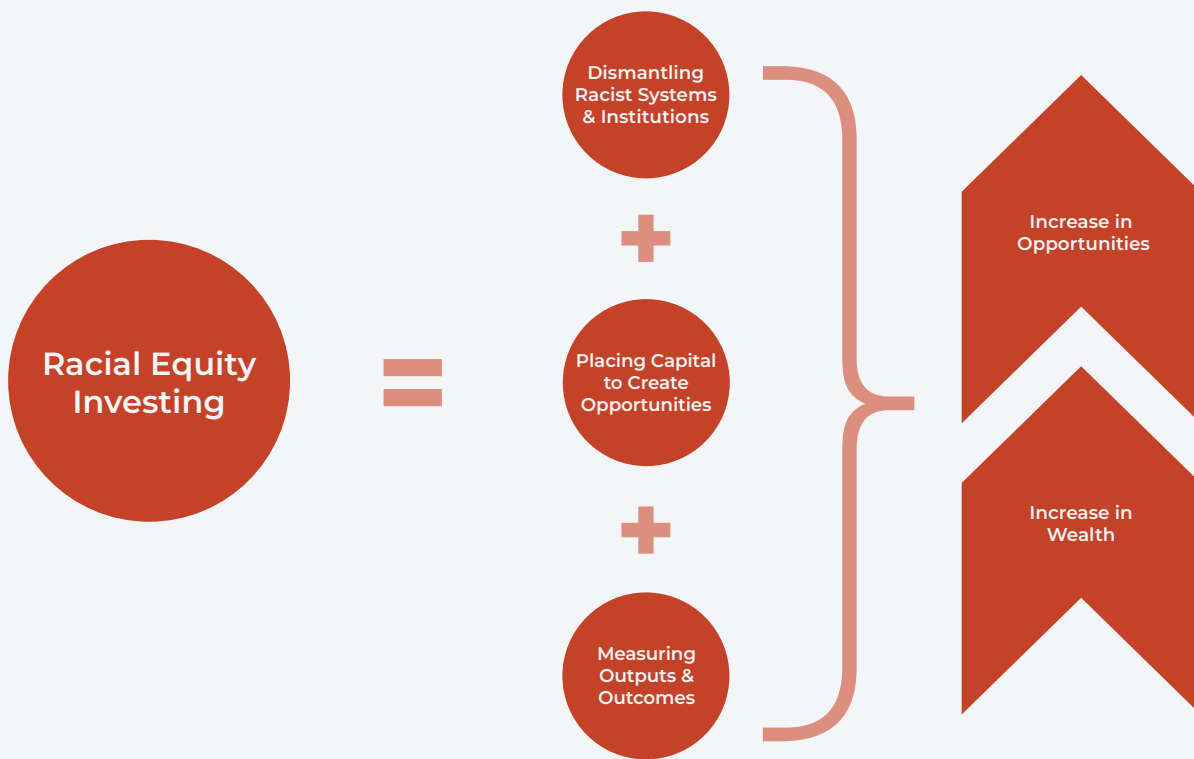 Racial Equity
Investing
=
Dismantling
Racist Systems
& Institutions
+
Placing Capital
to Create
Opportunities
+
Measuring
Outputs &
Outcomes
Increase in
Opportunities
Increase in
Wealth